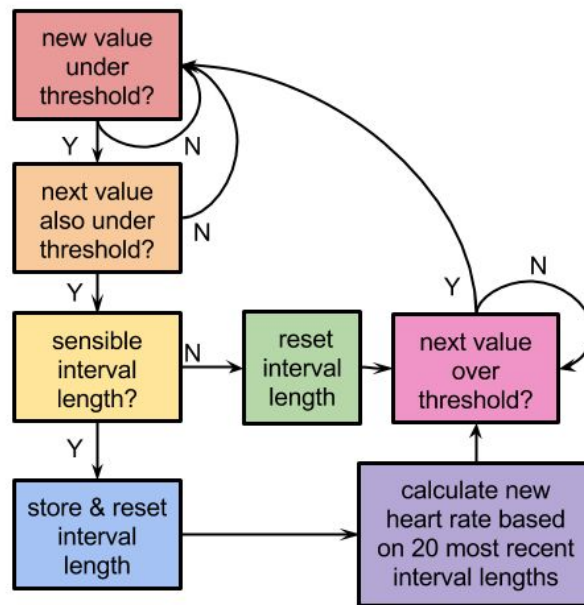 new value
under
threshold?
Y
N
next value
also under
threshold?
N
Y
sensible
interval
length?
N
Y
reset
interval
length
next value
over
threshold?
Y
N
store & reset
interval
length
calculate new
heart rate based
on 20 most recent
interval lengths